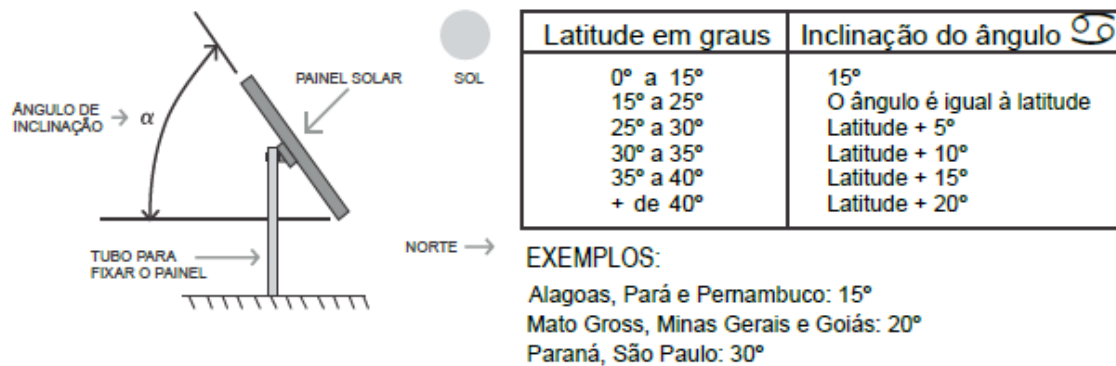 PAINEL SOLAR
SOL
ÂNGULO DE
INCLINAÇÃO
α
TUBO PARA
FIXAR O PAINEL
NORTE
Latitude em graus Inclinação do ângulo
0º a 15º 15º
15º a 25º O ângulo é igual à latitude
25º a 30º Latitude + 5º
30º a 35º Latitude + 10º
35º a 40º Latitude + 15º
+ de 40º Latitude + 20º
EXEMPLOS:
Alagoas, Pará e Pernambuco: 15º
Mato Gross, Minas Gerais e Goiás: 20º
Paraná, São Paulo: 30º